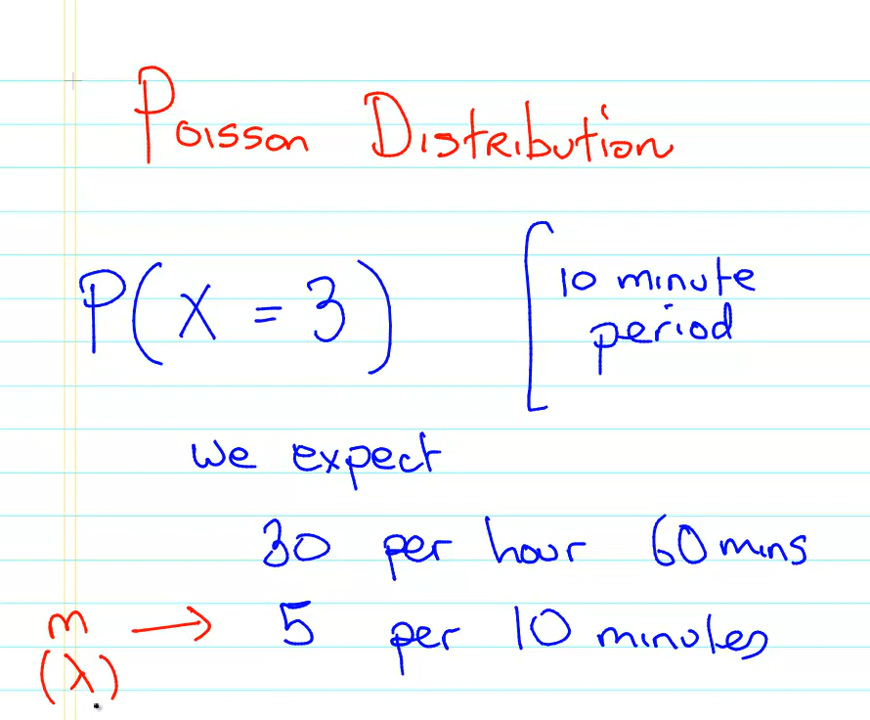 Poisson Distribution
P(x = 3) [ 10 minute
period
we expect
30 per hour 60 mins
m → 5 per 10 minutes
(λ)